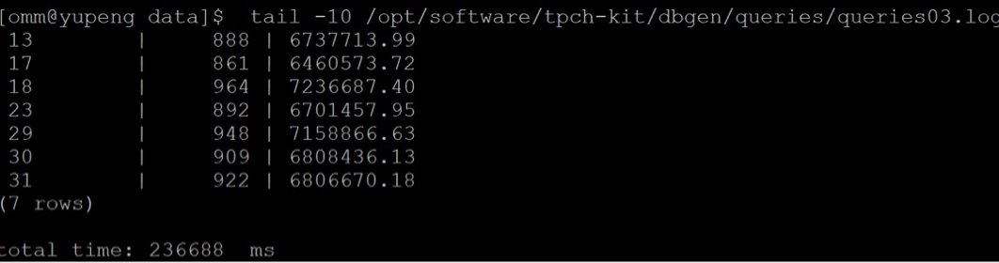 [omm@yupeng data]$  tail -10 /opt/software/tpch-kit/dbgen/queries/queries03.log
13 | 888 | 6737713.99
17 | 861 | 6460573.72
18 | 964 | 7236687.40
23 | 892 | 6701457.95
29 | 948 | 7158866.63
30 | 909 | 6808436.13
31 | 922 | 6806670.18
(7 rows)
total time: 236688  ms